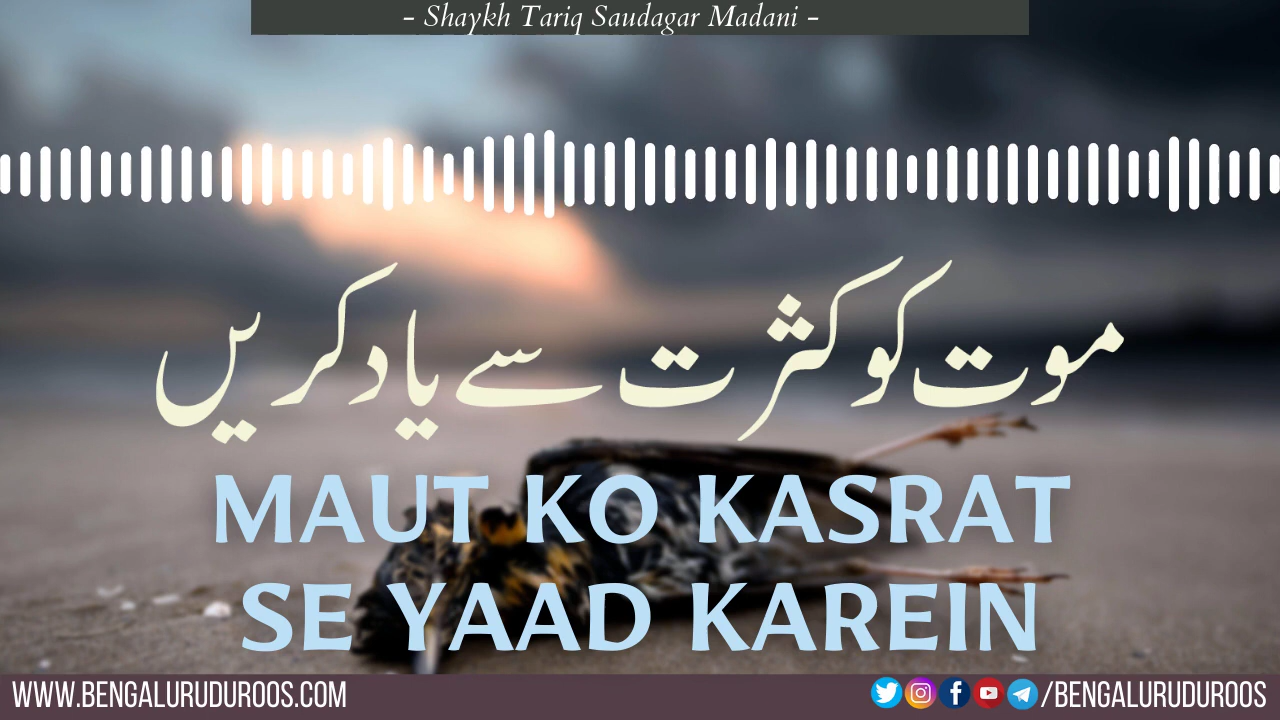 - Shaykh Tariq Saudagar Madani -
موت کو کثرت سے یاد کریں
MAUT KO KASRAT
SE YAAD KAREIN
WWW.BENGALURUDUROOS.COM
/BENGALURUDUROOS